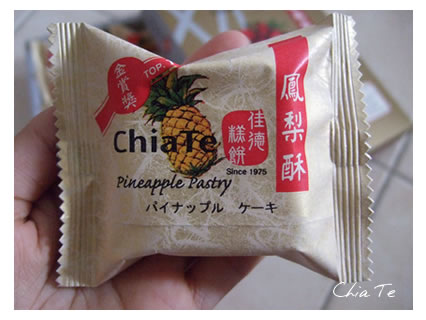 金賞獎
TOP
鳳梨酥
佳德
糕餅
ChiaTe
Since 1975
Pineapple Pastry
パイナップル ケーキ
Chia Te